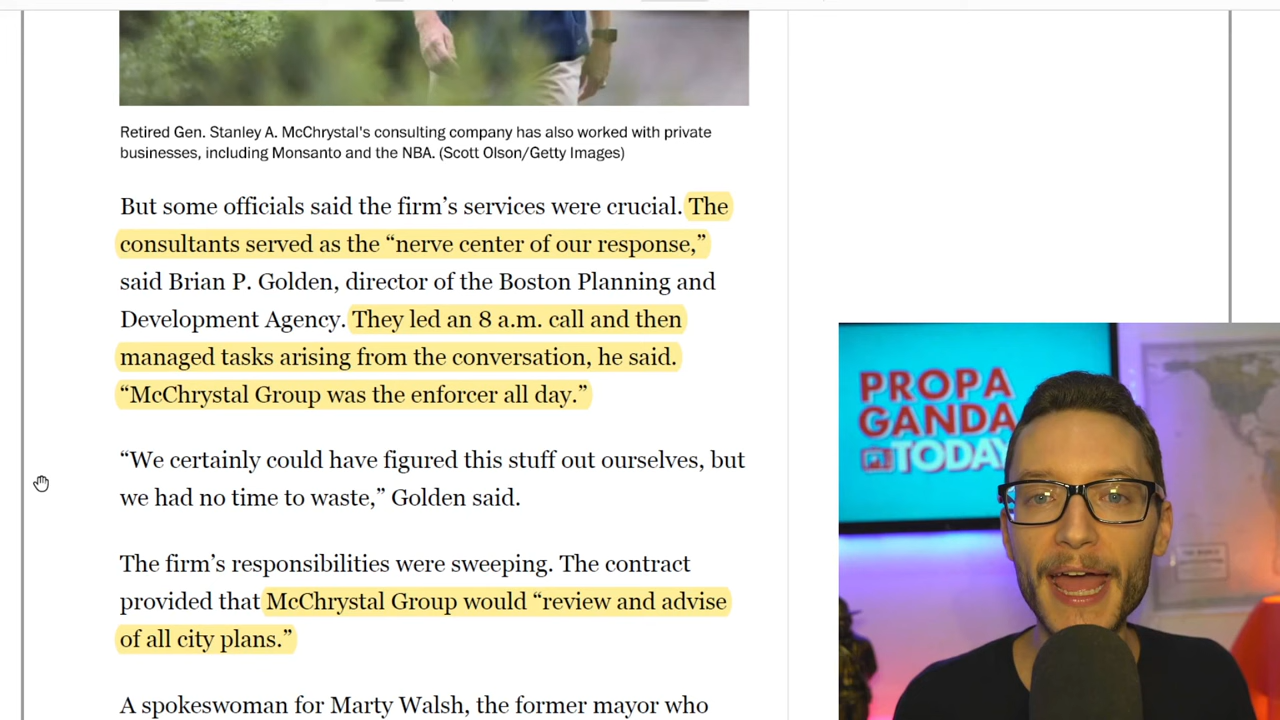 Retired Gen. Stanley A. McChrystal's consulting company has also worked with private
businesses, including Monsanto and the NBA. (Scott Olson/Getty Images)
But some officials said the firm’s services were crucial. The
consultants served as the “nerve center of our response,”
said Brian P. Golden, director of the Boston Planning and
Development Agency. They led an 8 a.m. call and then
managed tasks arising from the conversation, he said.
“McChrystal Group was the enforcer all day.”
“We certainly could have figured this stuff out ourselves, but
we had no time to waste,” Golden said.
The firm’s responsibilities were sweeping. The contract
provided that McChrystal Group would “review and advise
of all city plans.”
A spokeswoman for Marty Walsh, the former mayor who
PROPA
GANDA
TODAY